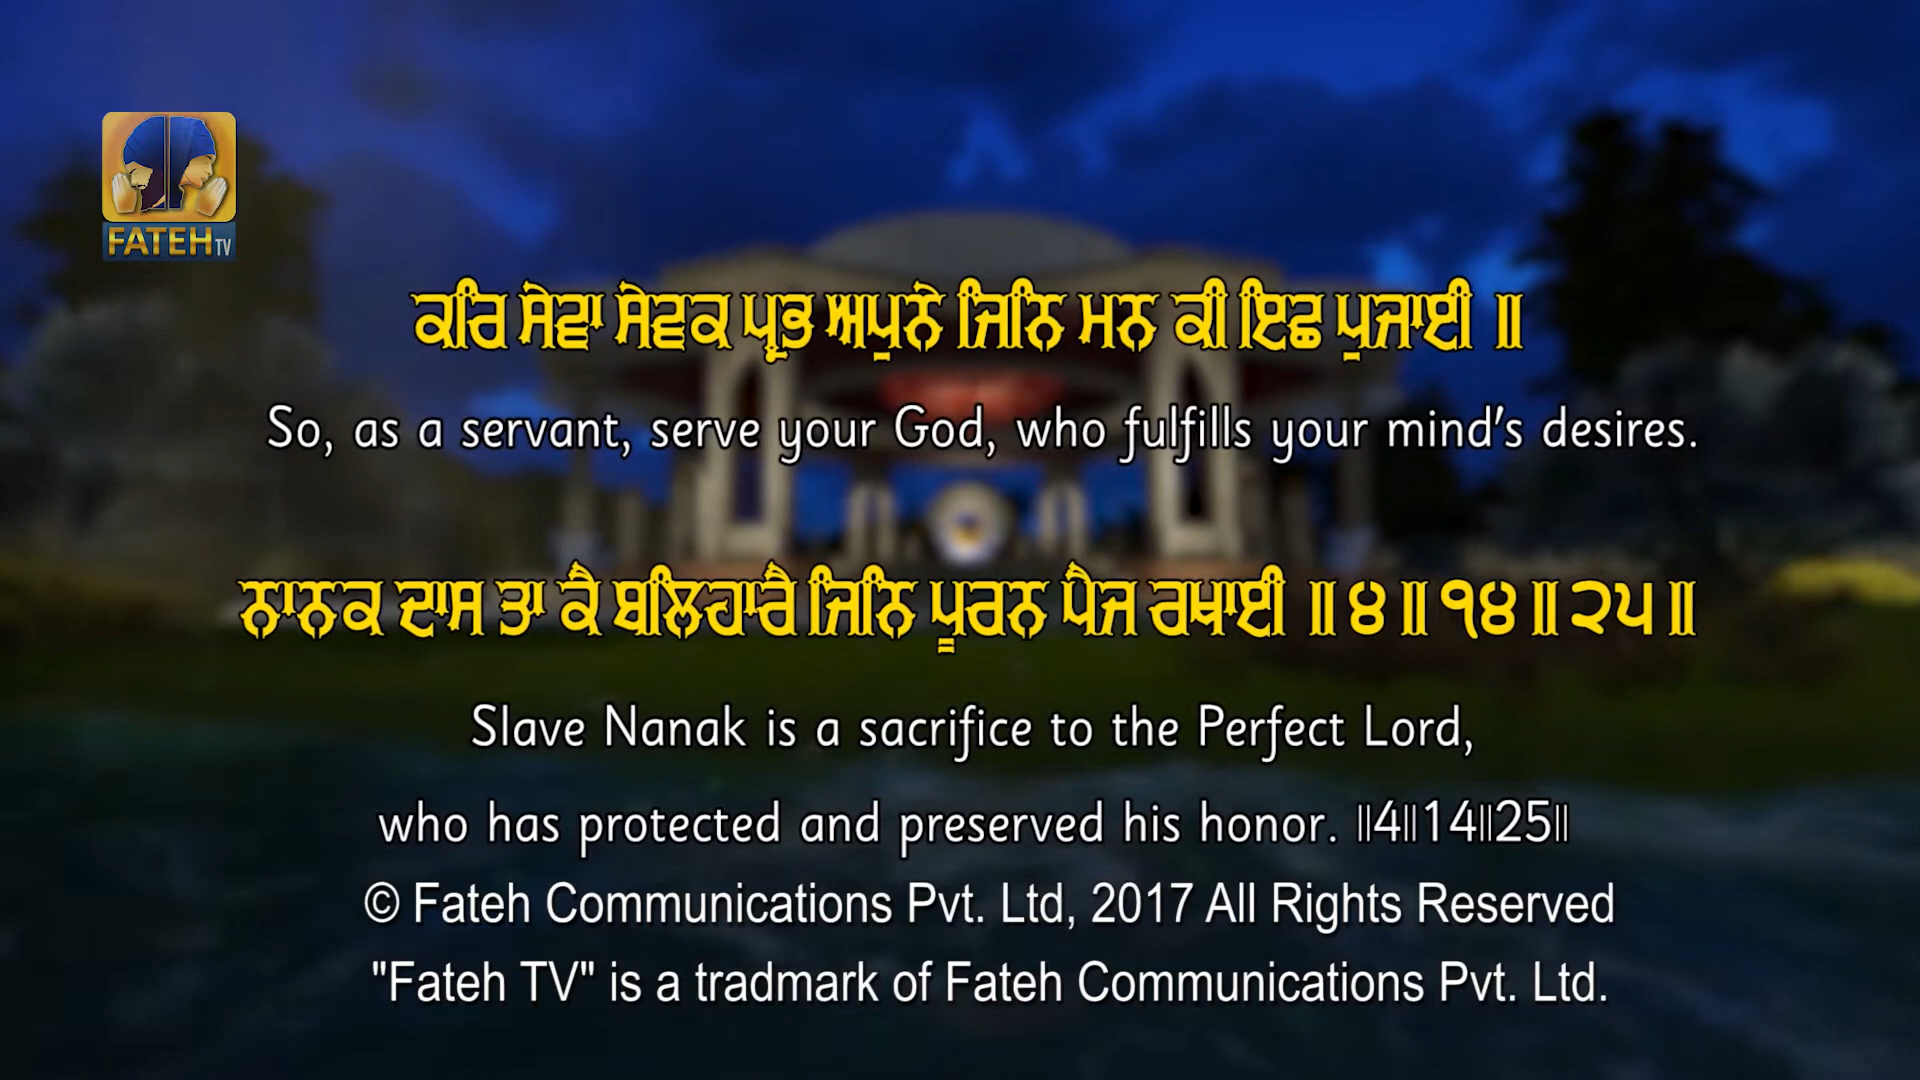 FATEH TV
ਕਰਿ ਸੇਵਾ ਸੇਵਕ ਪ੍ਰਭ ਅਪੁਨੇ ਜਿਨਿ ਮਨ ਕੀ ਇਛ ਪੁਜਾਈ ॥
So, as a servant, serve your God, who fulfills your mind's desires.
ਨਾਨਕ ਦਾਸ ਤਾ ਕੈ ਬਲਿਹਾਰੈ ਜਿਨਿ ਪੂਰਨ ਪੈਜ ਰਖਾਈ ॥੪॥੧੪॥੨੫॥
Slave Nanak is a sacrifice to the Perfect Lord,
who has protected and preserved his honor. ॥4॥14॥25॥
© Fateh Communications Pvt. Ltd, 2017 All Rights Reserved
"Fateh TV" is a tradmark of Fateh Communications Pvt. Ltd.